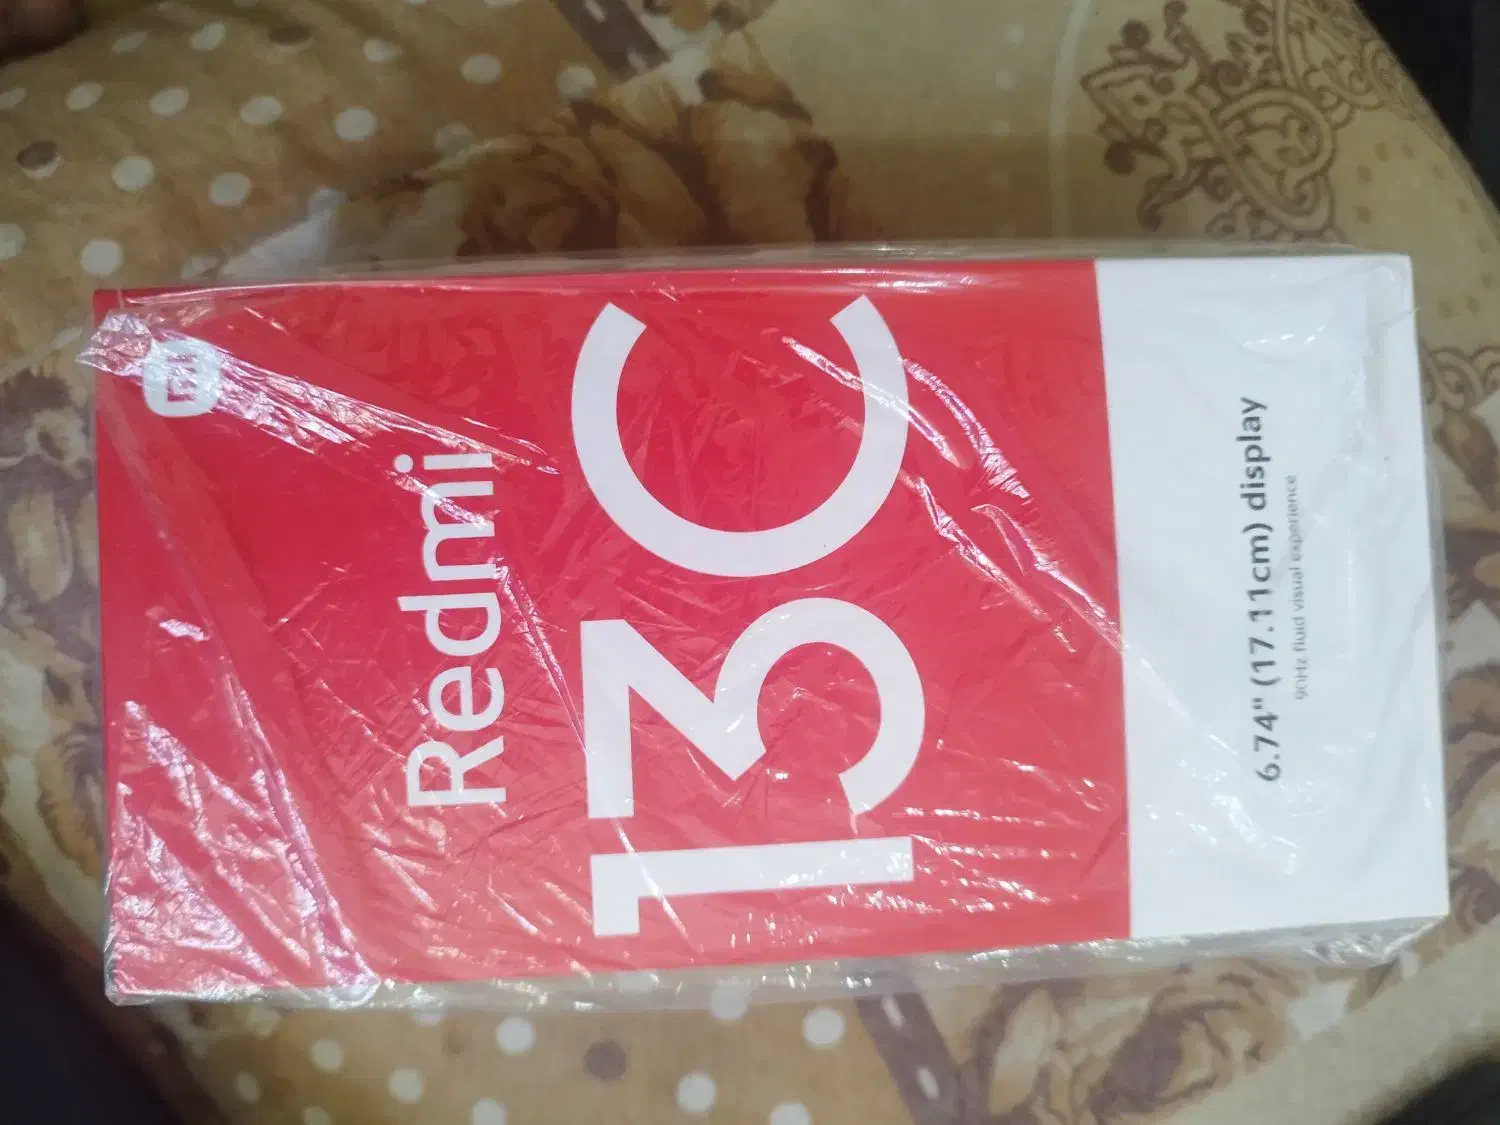 mi
Redmi
13C
6.74" (17.11cm) display
90Hz fluid visual experience